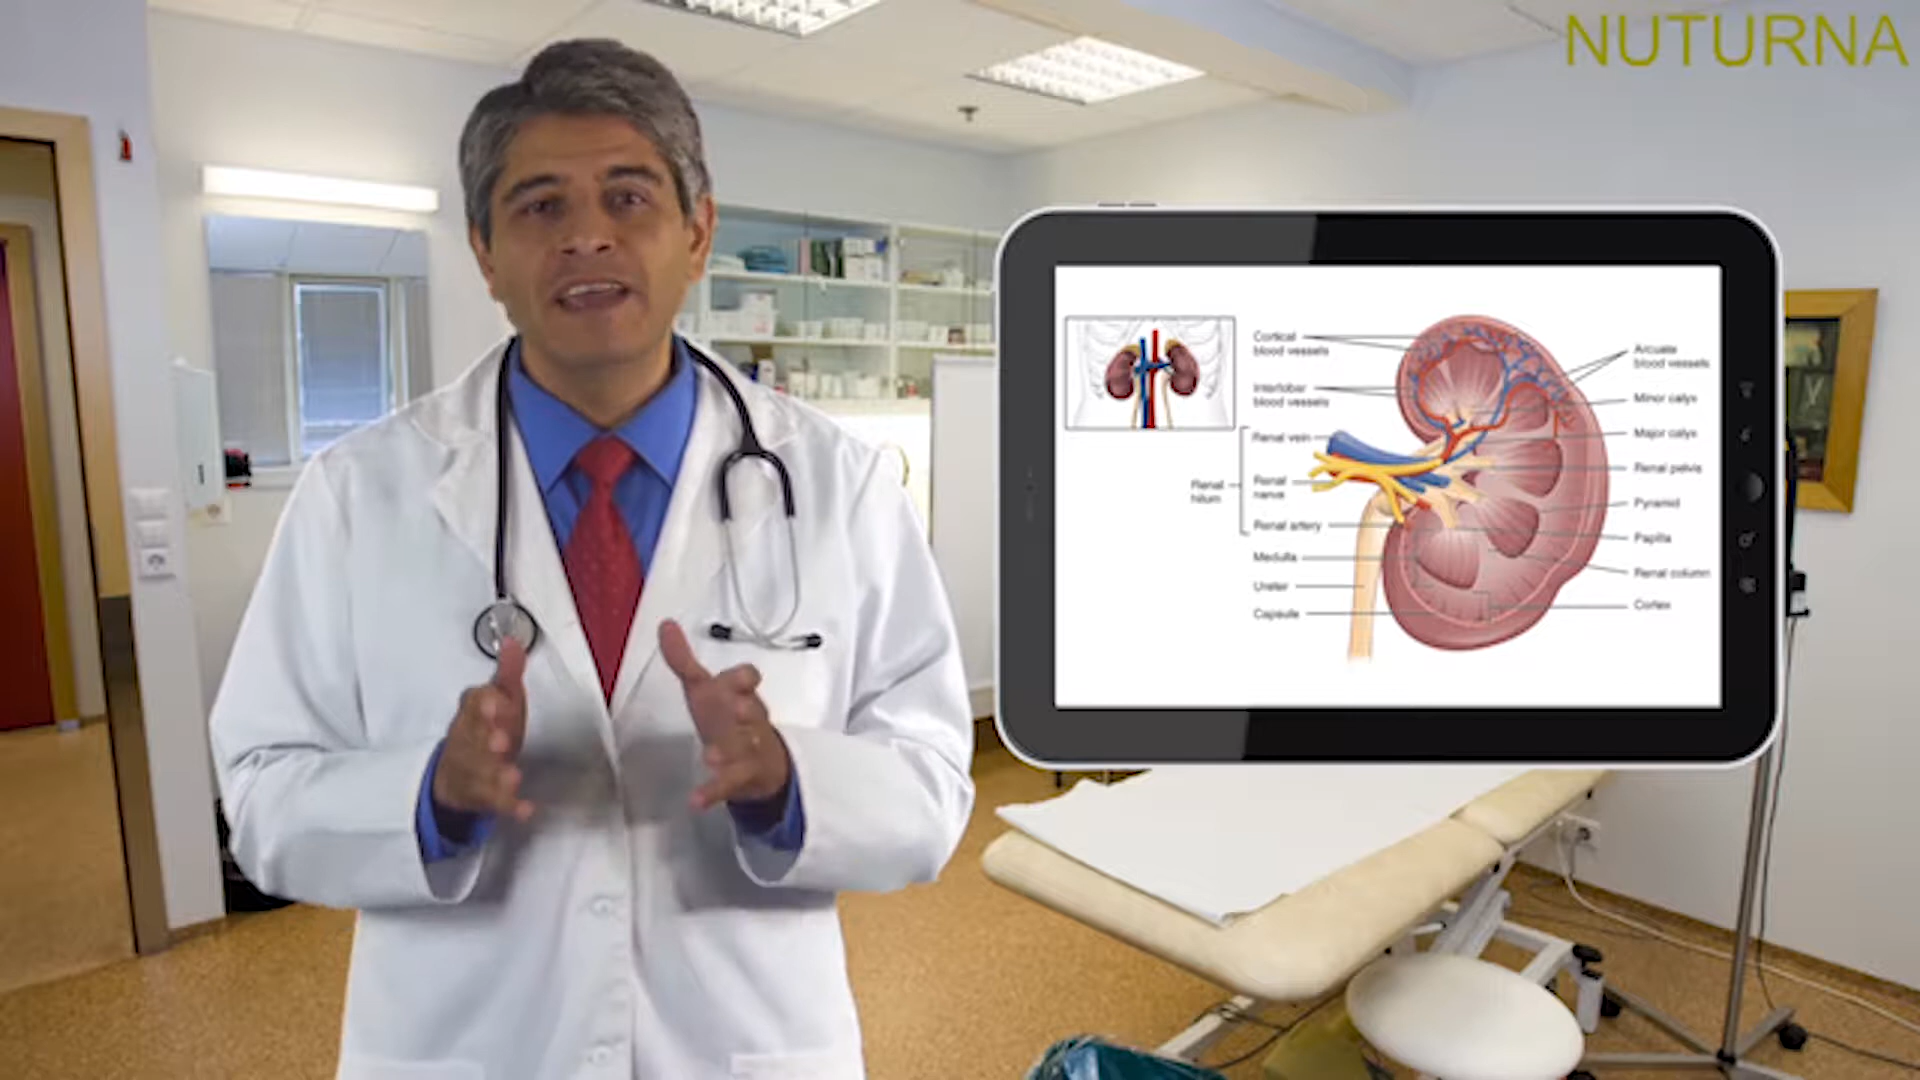 NUTURNA
Cortical
blood vessels
Interlobar
blood vessels
Renal vein
Renal
nerve
Renal
hilum
Renal artery
Medulla
Ureter
Capsule
Arcuate
blood vessels
Minor calyx
Major calyx
Renal pelvis
Pyramid
Papilla
Renal column
Cortex